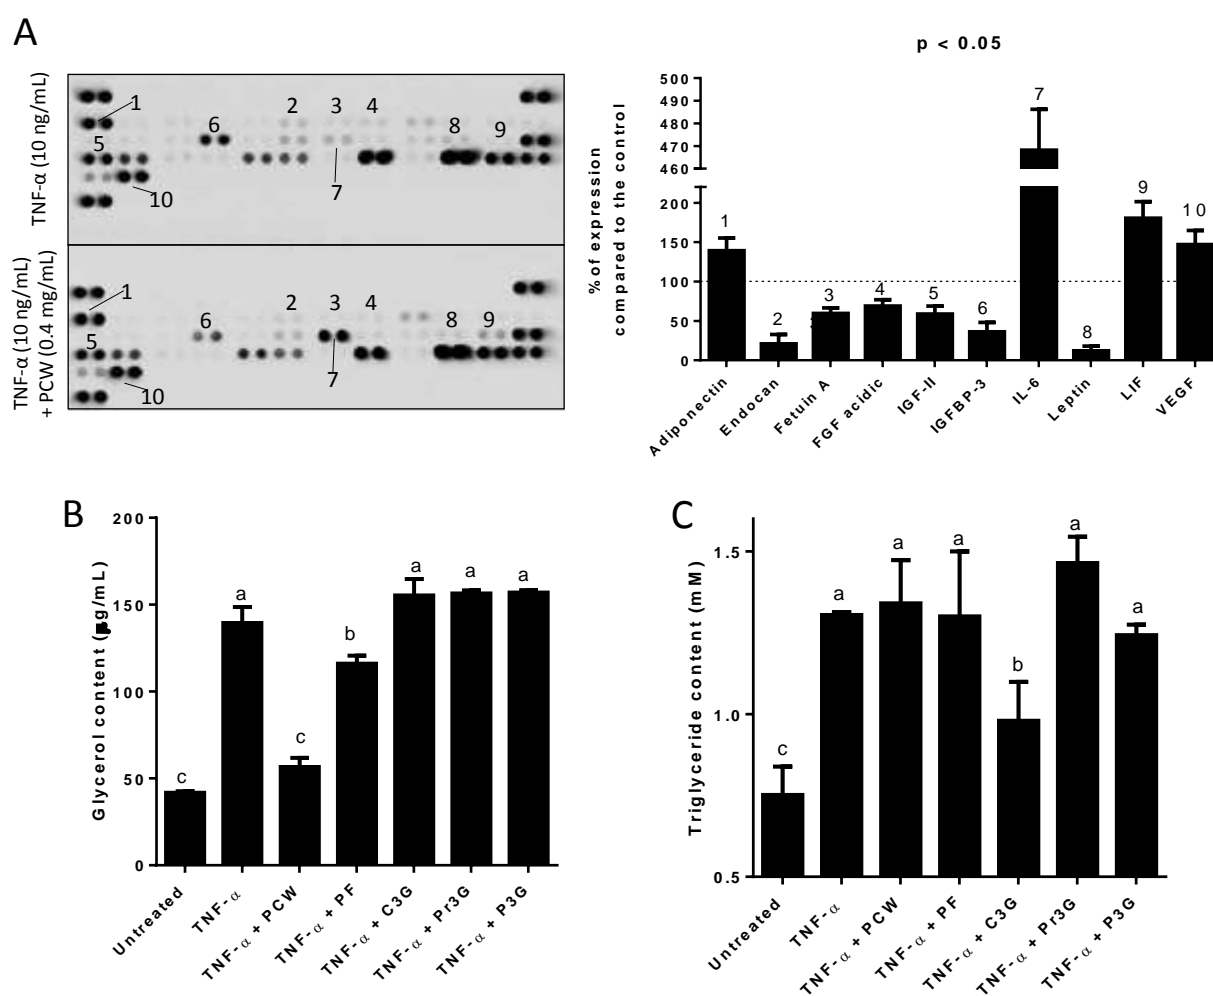 A
TNF-α (10 ng/mL)
1
2
3
4
5
6
7
8
9
10
TNF-α (10 ng/mL)
+ PCW (0.4 mg/mL)
1
2
3
4
5
6
7
8
9
10
p < 0.05
% of expression
compared to the control
500
490
480
470
460
200
150
100
50
0
1
2
3
4
5
6
7
8
9
10
Adiponectin
Endocan
Fetuin A
FGF acidic
IGF-II
IGFBP-3
IL-6
Leptin
LIF
VEGF
B
Glycerol content (µg/mL)
200
150
100
50
0
c
a
c
b
a
a
a
Untreated
TNF-α
TNF-α + PCW
TNF-α + PF
TNF-α + C3G
TNF-α + Pr3G
TNF-α + P3G
C
Triglyceride content (mM)
1.5
1.0
0.5
c
a
a
a
b
a
a
Untreated
TNF-α
TNF-α + PCW
TNF-α + PF
TNF-α + C3G
TNF-α + Pr3G
TNF-α + P3G